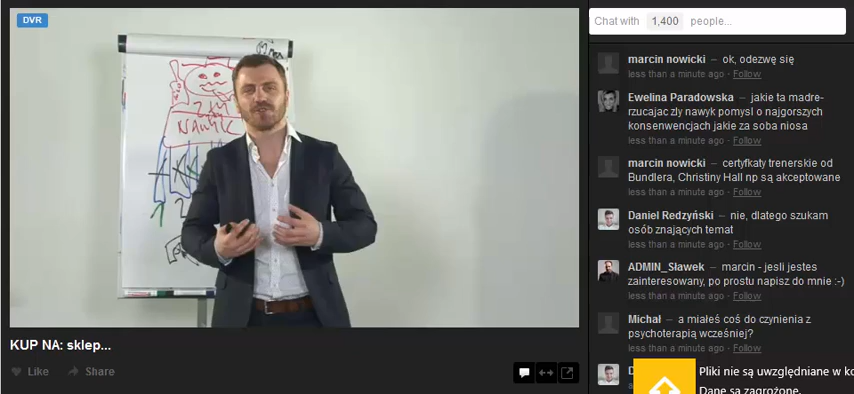 DVR
NAWYK
KUP NA: sklep...
Like
Share
Chat with 1,400 people...
marcin nowicki – ok, odezwę się
less than a minute ago · Follow
Ewelina Paradowska – jakie ta madre-
rzucajac zly nawyk pomysl o najgorszych
konsenwencjach jakie za soba niosa
less than a minute ago · Follow
marcin nowicki – certyfkaty trenerskie od
Bundlera, Christiny Hall np są akceptowane
less than a minute ago · Follow
Daniel Redzyński – nie, dlatego szukam
osób znających temat
less than a minute ago · Follow
ADMIN_Sławek – marcin - jesli jestes
zainteresowany, po prostu napisz do mnie :-)
less than a minute ago · Follow
Michał – a miałeś coś do czynienia z
psychoterapią wcześniej?
less than a minute ago · Follow
Pliki nie są uwzględniane w
Dane są zagrożone.